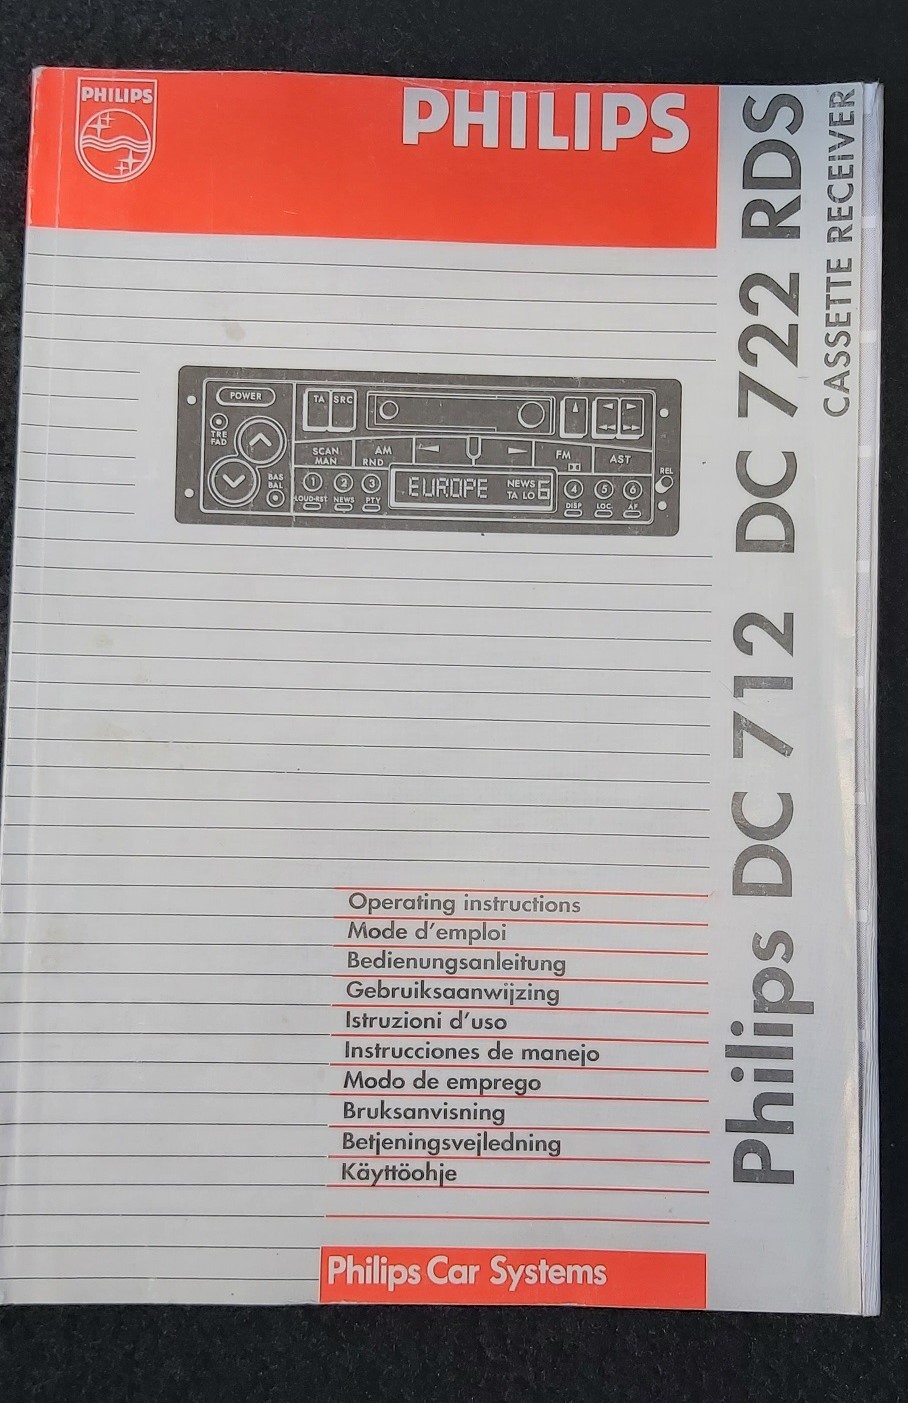 PHILIPS
PHILIPS
Philips DC 712 DC 722 RDS
CASSETTE RECEIVER
POWER
TA SRC
TRE
FAD
SCAN
MAN
AM
RND
FM
AST
BAS
BAL
REL
1 2 3
EUROPE
NEWS
TA LO 6
4 5 6
LOUD-RST NEWS PTY
DISP LOC. AF
Operating instructions
Mode d'emploi
Bedienungsanleitung
Gebruiksaanwijzing
Istruzioni d'uso
Instrucciones de manejo
Modo de emprego
Bruksanvisning
Betjeningsvejledning
Käyttöohje
Philips Car Systems